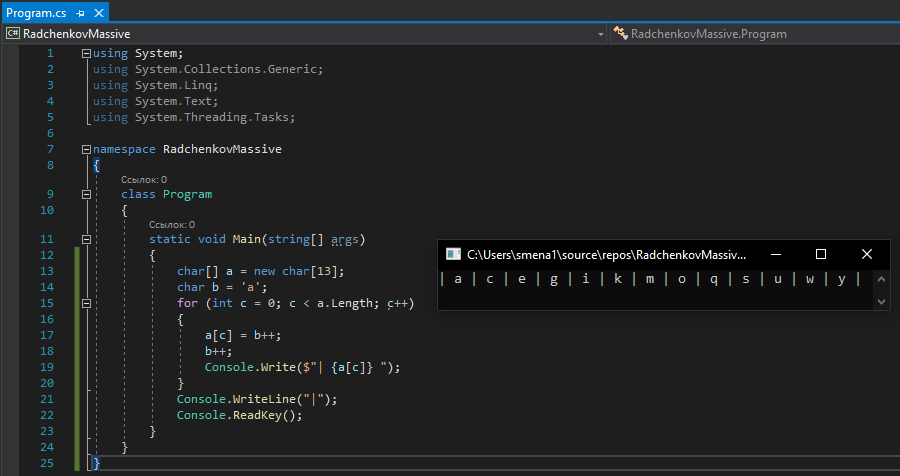 Program.cs
C# RadchenkovMassive RadchenkovMassive.Program
1 using System;
2 using System.Collections.Generic;
3 using System.Linq;
4 using System.Text;
5 using System.Threading.Tasks;
6
7 namespace RadchenkovMassive
8 {
Ссылок: 0
9 class Program
10 {
Ссылок: 0
11 static void Main(string[] args)
12 {
13 char[] a = new char[13];
14 char b = 'a';
15 for (int c = 0; c < a.Length; c++)
16 {
17 a[c] = b++;
18 b++;
19 Console.Write($"| {a[c]} ");
20 }
21 Console.WriteLine("|");
22 Console.ReadKey();
23 }
24 }
25 }
C:\Users\smena1\source\repos\RadchenkovMassiv...
| a | c | e | g | i | k | m | o | q | s | u | w | y |